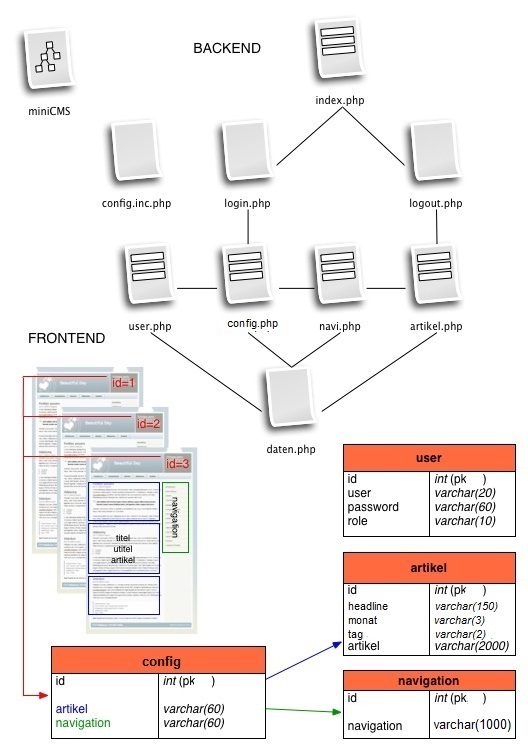 BACKEND
miniCMS
index.php
config.inc.php
login.php
logout.php
user.php
config.php
navi.php
artikel.php
FRONTEND
id=1
id=2
id=3
daten.php
navigation
titel
utitel
artikel
user
id int (pk )
user varchar(20)
password varchar(60)
role varchar(10)
artikel
id int (pk )
headline varchar(150)
monat varchar(3)
tag varchar(2)
artikel varchar(2000)
config
id int (pk )
artikel varchar(60)
navigation varchar(60)
navigation
id int (pk )
navigation varchar(1000)